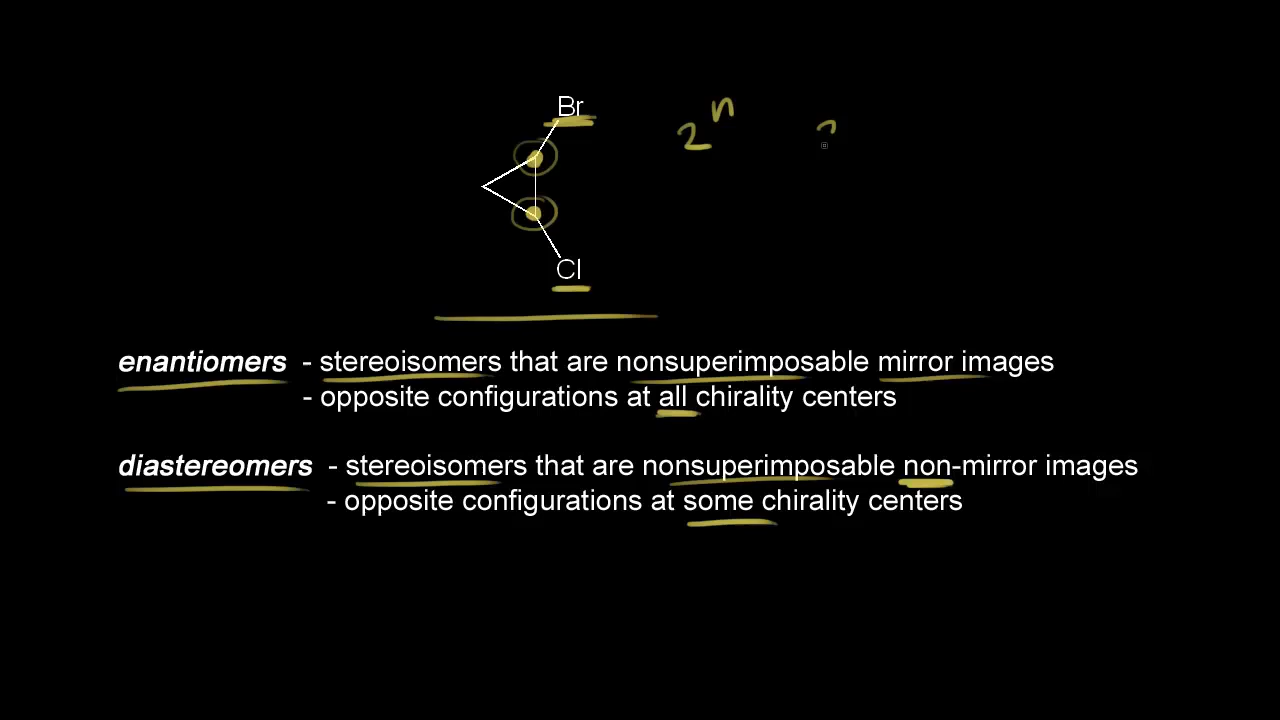 Br
2^n
Cl
enantiomers - stereoisomers that are nonsuperimposable mirror images
- opposite configurations at all chirality centers
diastereomers - stereoisomers that are nonsuperimposable non-mirror images
- opposite configurations at some chirality centers